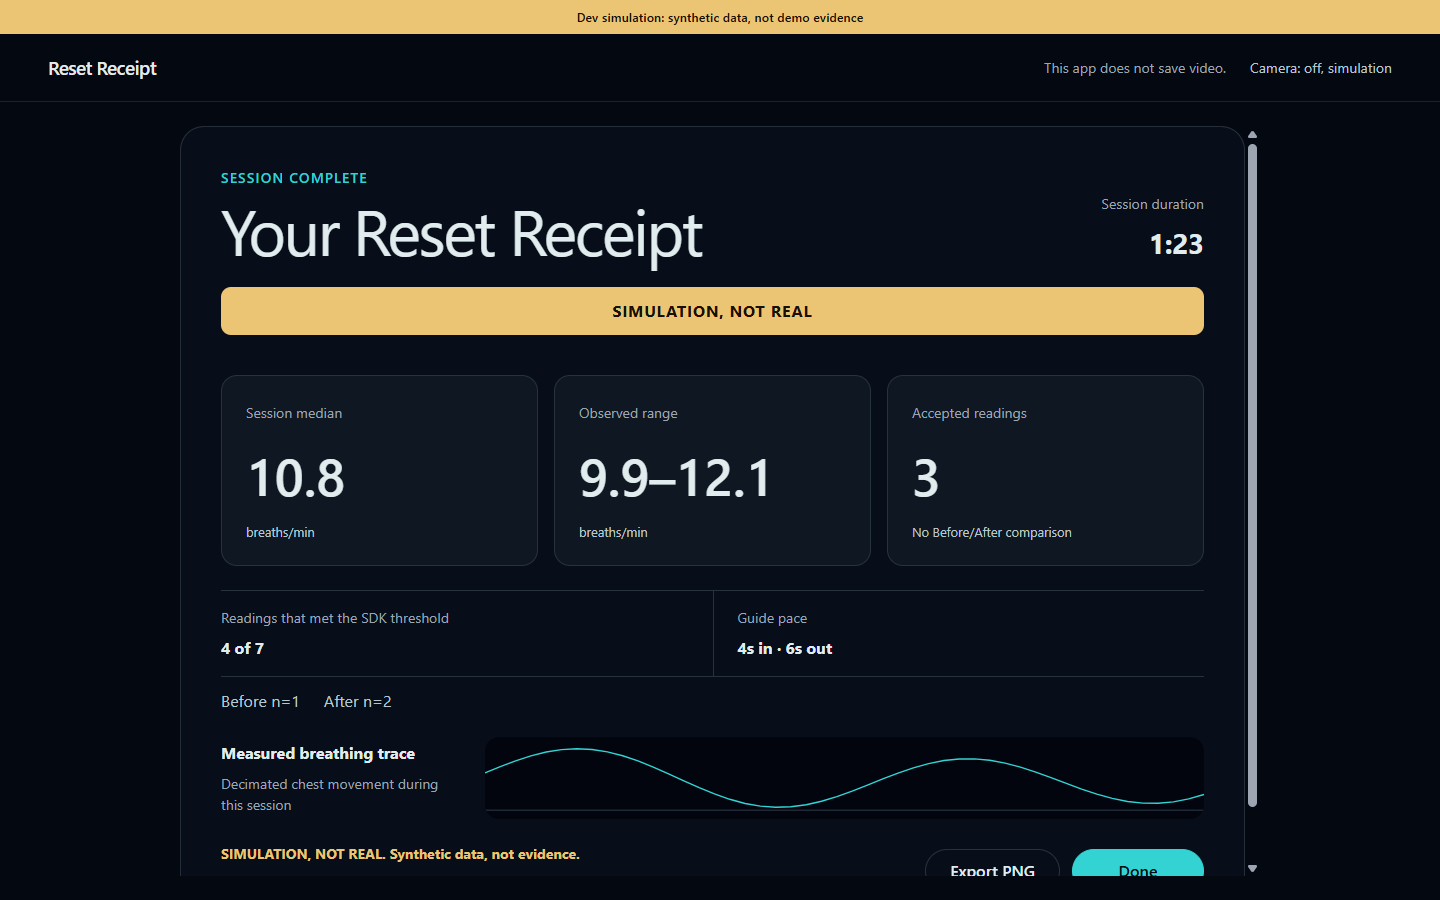 Dev simulation: synthetic data, not demo evidence
Reset Receipt
This app does not save video.
Camera: off, simulation
SESSION COMPLETE
Your Reset Receipt
Session duration
1:23
SIMULATION, NOT REAL
Session median
10.8
breaths/min
Observed range
9.9–12.1
breaths/min
Accepted readings
3
No Before/After comparison
Readings that met the SDK threshold
4 of 7
Guide pace
4s in · 6s out
Before n=1
After n=2
Measured breathing trace
Decimated chest movement during
this session
SIMULATION, NOT REAL. Synthetic data, not evidence.
Export PNG
Done